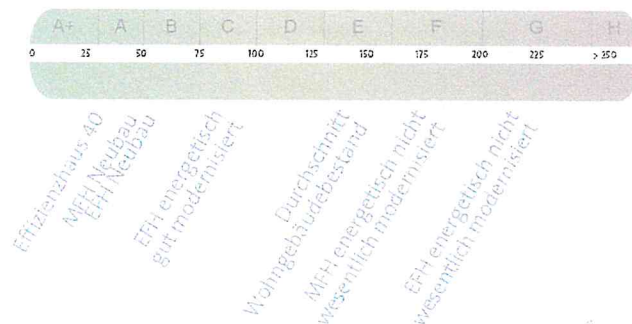 A+ A B C D E F G H
0 25 50 75 100 125 150 175 200 225 >250
Effizienzhaus 40
MFH Neubau
EFH Neubau
EFH energetisch
gut modernisiert
Durchschnitt
Wohngebäudebestand
MFH energetisch nicht
wesentlich modernisiert
EFH energetisch nicht
wesentlich modernisiert